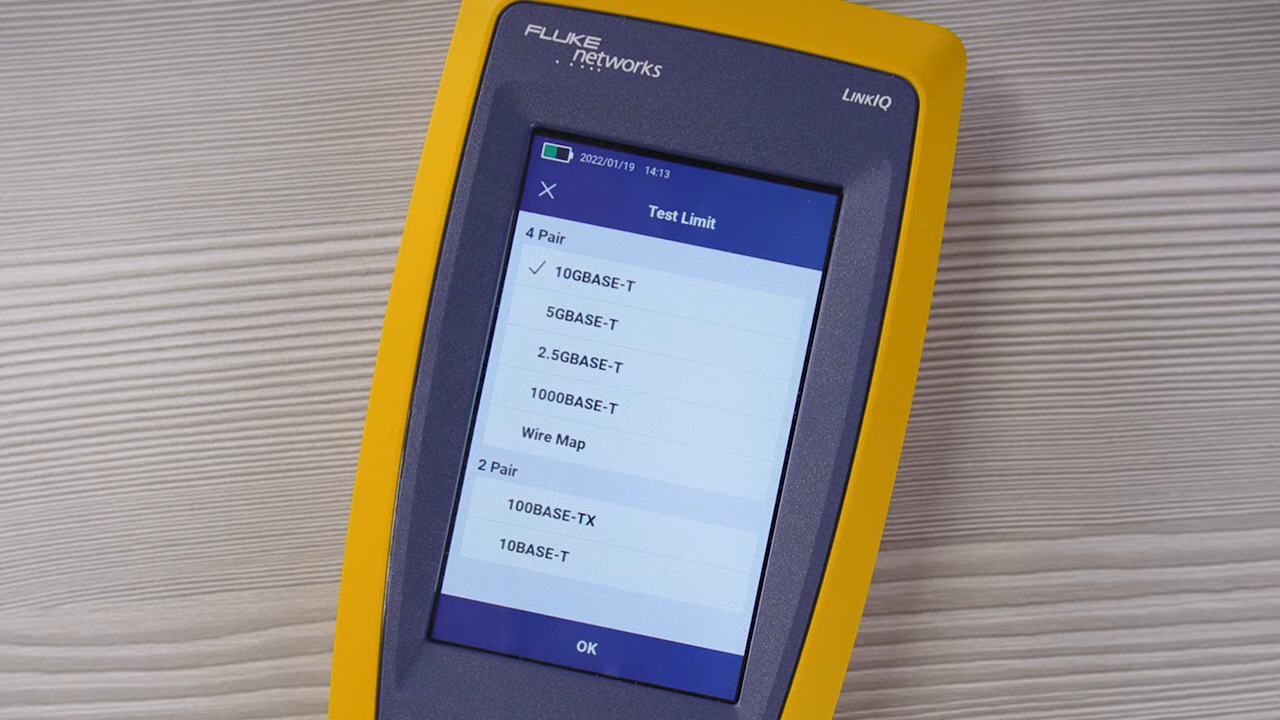 FLUKE
networks
LINKIQ
2022/01/19 14:13
Test Limit
4 Pair
10GBASE-T
5GBASE-T
2.5GBASE-T
1000BASE-T
Wire Map
2 Pair
100BASE-TX
10BASE-T
OK